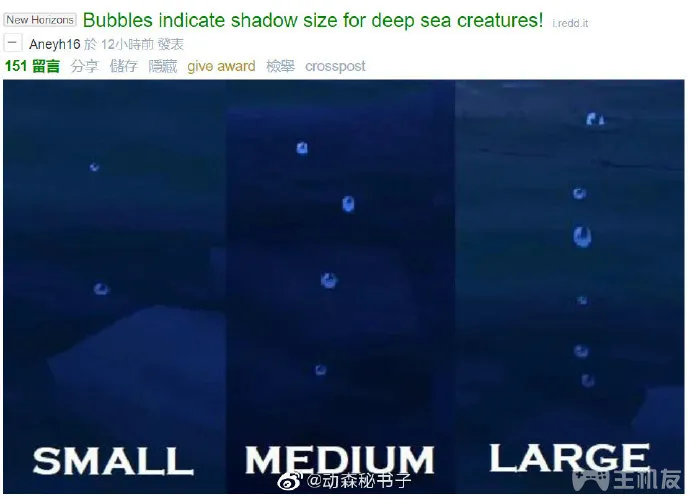 New Horizons Bubbles indicate shadow size for deep sea creatures! i.redd.it
Aneyh16 於 12小時前 發表
151 留言 分享 儲存 隱藏 give award 檢舉 crosspost
SMALL MEDIUM LARGE
@动森秘书子
主机友